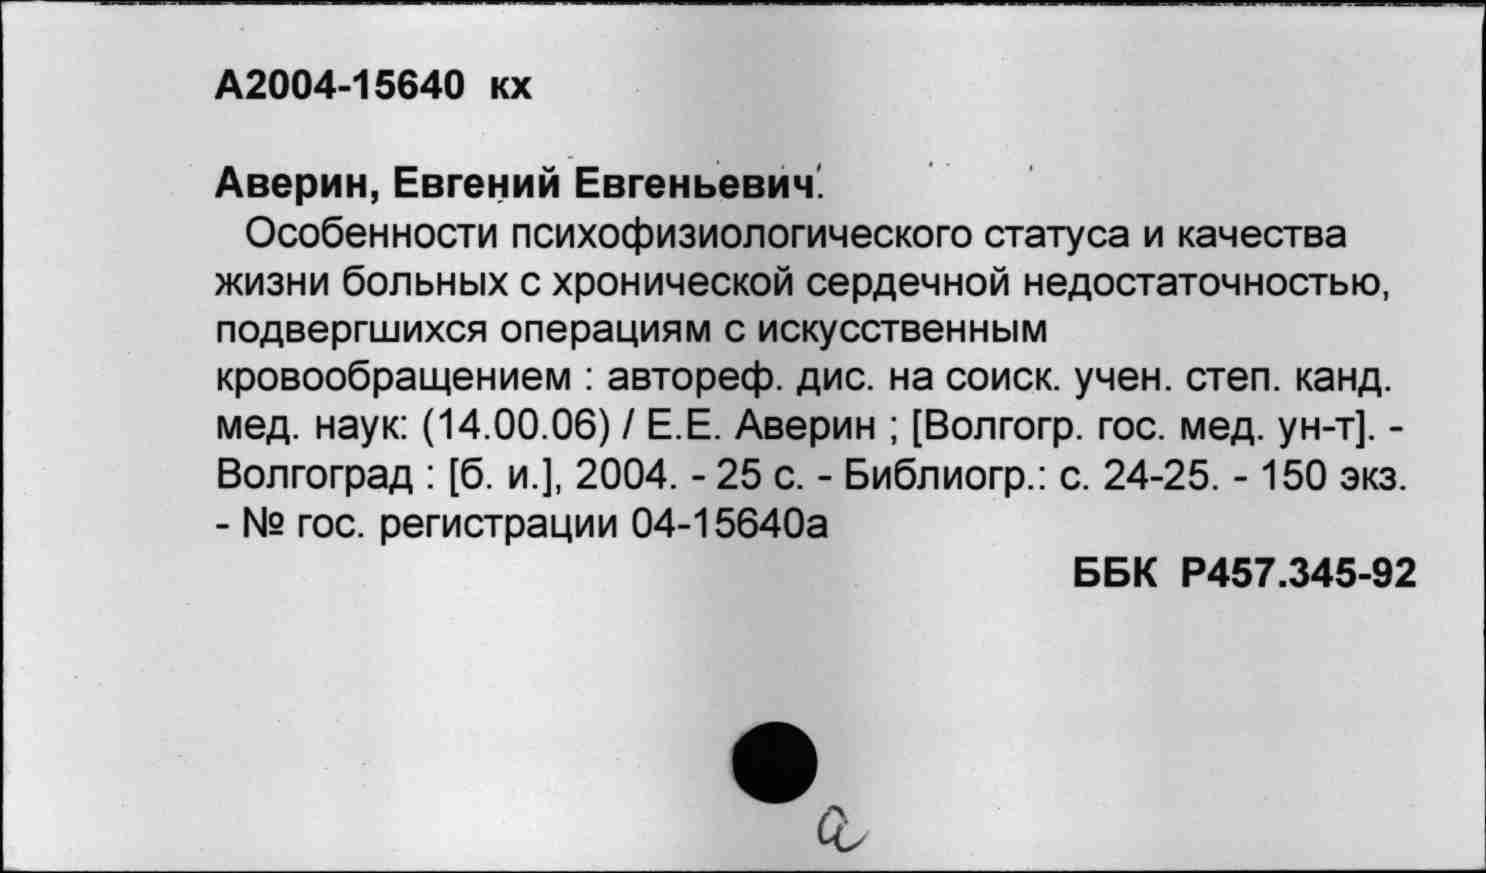 А2004-15640 кх
Аверин, Евгений Евгеньевич.
Особенности психофизиологического статуса и качества
жизни больных с хронической сердечной недостаточностью,
подвергшихся операциям с искусственным
кровообращением : автореф. дис. на соиск. учен. степ. канд.
мед. наук: (14.00.06) / Е.Е. Аверин ; [Волгогр. гос. мед. ун-т]. -
Волгоград : [б. и.], 2004. - 25 с. - Библиогр.: с. 24-25. - 150 экз.
- № гос. регистрации 04-15640а
ББК Р457.345-92
а